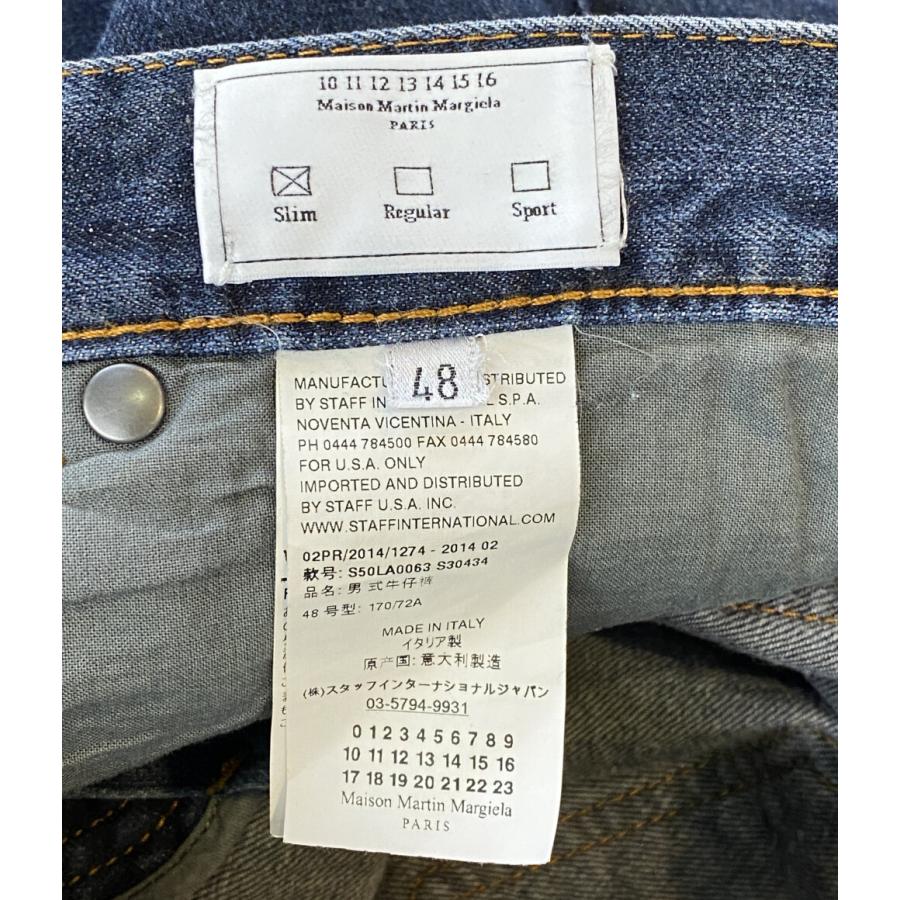 10 11 12 13 14 15 16
Maison Martin Margiela
PARIS
Slim Regular Sport
48
BY STAFF S.P.A.
NOVENTA VICENTINA - ITALY
PH 0444 784500 FAX 0444 784580
FOR U.S.A. ONLY
IMPORTED AND DISTRIBUTED
BY STAFF U.S.A. INC.
WWW.STAFFINTERNATIONAL.COM
02PR/2014/1274 - 2014 02
款号: S50LA0063 S30434
品名: 男式牛仔裤
48 号型: 170/72A
MADE IN ITALY
イタリア製
原产国: 意大利製造
(株)スタッフインターナショナルジャパン
03-5794-9931
0 1 2 3 4 5 6 7 8 9
10 11 12 13 14 15 16
17 18 19 20 21 22 23
Maison Martin Margiela
PARIS